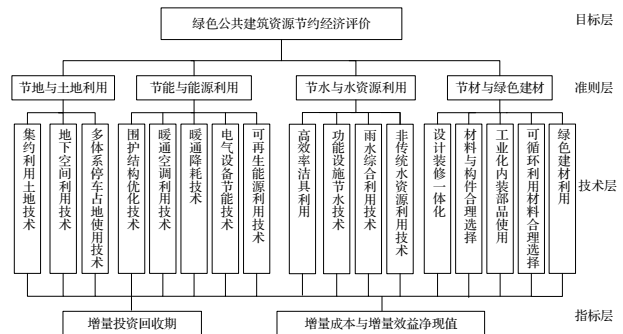 绿色公共建筑资源节约经济评价
目标层
节地与土地利用
节能与能源利用
节水与水资源利用
节材与绿色建材
准则层
集约利用土地技术
地下空间利用技术
多体系停车占地使用技术
围护结构优化技术
暖通空调利用技术
暖通降耗技术
电气设备节能技术
可再生能源利用技术
高效率洁具利用
功能设施节水技术
雨水综合利用技术
非传统水资源利用技术
设计装修一体化
材料与构件合理选择
工业化内装部品使用
可循环利用材料合理选择
绿色建材利用
技术层
增量投资回收期
增量成本与增量效益净现值
指标层